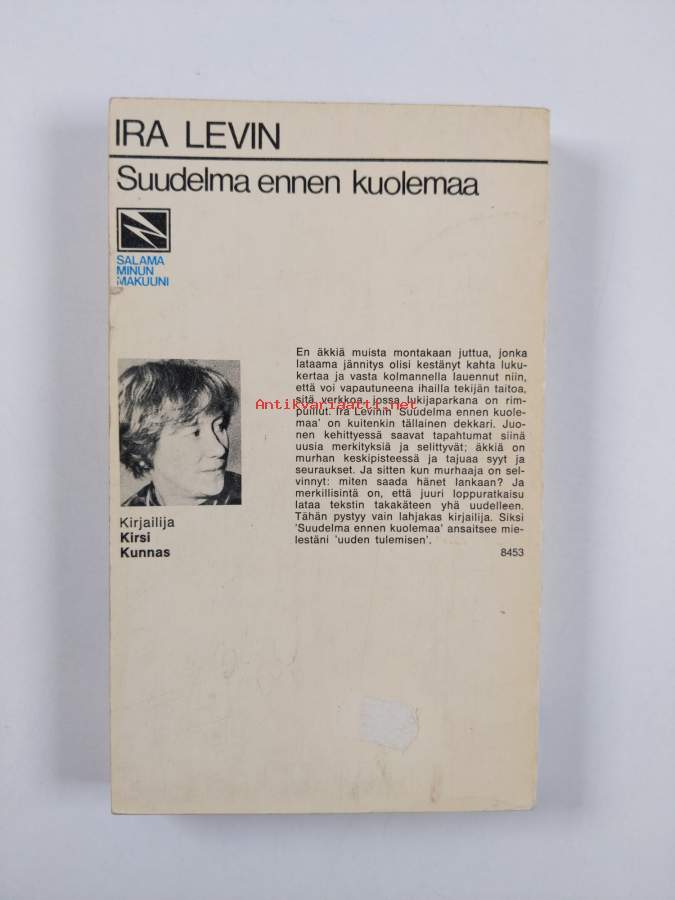 IRA LEVIN
Suudelma ennen kuolemaa
SALAMA
MINUN
MAKUUNI
En äkkiä muista montakaan juttua, jonka
lataama jännitys olisi kestänyt kahta luku-
kertaa ja vasta kolmannella lauennut niin,
että voi vapautuneena ihailla tekijän taitoa,
sitä verkkoa, jossa lukijaparkana on rim-
puillut. Ira Levinin 'Suudelma ennen kuole-
maa' on kuitenkin tällainen dekkari. Juo-
nen kehittyessä saavat tapahtumat siinä
uusia merkityksiä ja selittyvät; äkkiä on
murhan keskipisteessä ja tajuaa syyt ja
seuraukset. Ja sitten kun murhaaja on sel-
vinnyt: miten saada hänet lankaan? Ja
merkillisintä on, että juuri loppuratkaisu
lataa tekstin takakäteen yhä uudelleen.
Tähän pystyy vain lahjakas kirjailija. Siksi
'Suudelma ennen kuolemaa' ansaitsee mie-
lestäni 'uuden tulemisen'.
8453
Kirjailija
Kirsi
Kunnas
Antikvariaatti.net